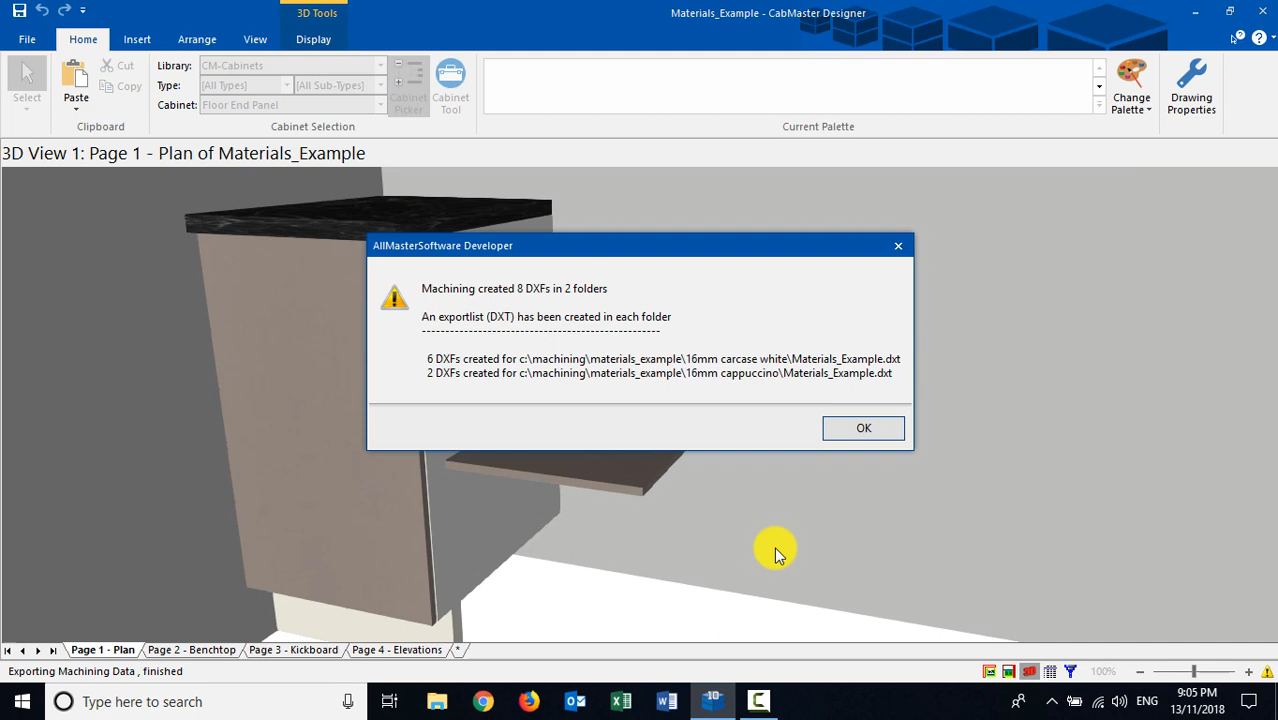 3D Tools
Materials_Example - CabMaster Designer
File
Home
Insert
Arrange
View
Display
Select
Paste
Cut
Copy
Clipboard
Library:
CM-Cabinets
Type:
[All Types]
[All Sub-Types]
Cabinet:
Floor End Panel
Cabinet Selection
Cabinet
Picker
Cabinet
Tool
Current Palette
Change
Palette
Drawing
Properties
3D View 1: Page 1 - Plan of Materials_Example
AllMasterSoftware Developer
Machining created 8 DXFs in 2 folders
An exportlist (DXT) has been created in each folder
----------------------------------------------------
6 DXFs created for c:\machining\materials_example\16mm carcase white\Materials_Example.dxt
2 DXFs created for c:\machining\materials_example\16mm cappuccino\Materials_Example.dxt
OK
Page 1 - Plan
Page 2 - Benchtop
Page 3 - Kickboard
Page 4 - Elevations
*
Exporting Machining Data , finished
100%
Type here to search
10
ENG
9:05 PM
13/11/2018